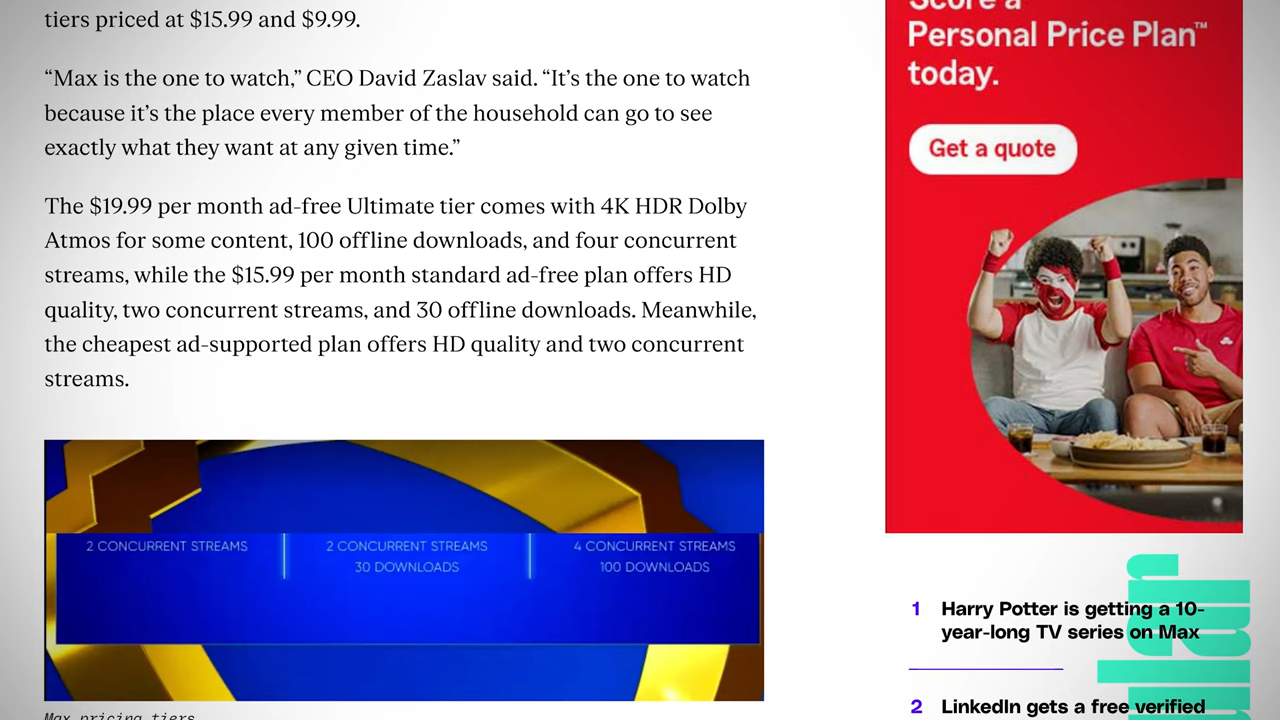 tiers priced at $15.99 and $9.99.
“Max is the one to watch,” CEO David Zaslav said. “It’s the one to watch
because it’s the place every member of the household can go to see
exactly what they want at any given time.”
The $19.99 per month ad-free Ultimate tier comes with 4K HDR Dolby
Atmos for some content, 100 offline downloads, and four concurrent
streams, while the $15.99 per month standard ad-free plan offers HD
quality, two concurrent streams, and 30 offline downloads. Meanwhile,
the cheapest ad-supported plan offers HD quality and two concurrent
streams.
2 CONCURRENT STREAMS
2 CONCURRENT STREAMS
30 DOWNLOADS
4 CONCURRENT STREAMS
100 DOWNLOADS
Max pricing tiers
Score a
Personal Price Plan™
today.
Get a quote
1 Harry Potter is getting a 10-
year-long TV series on Max
2 LinkedIn gets a free verified